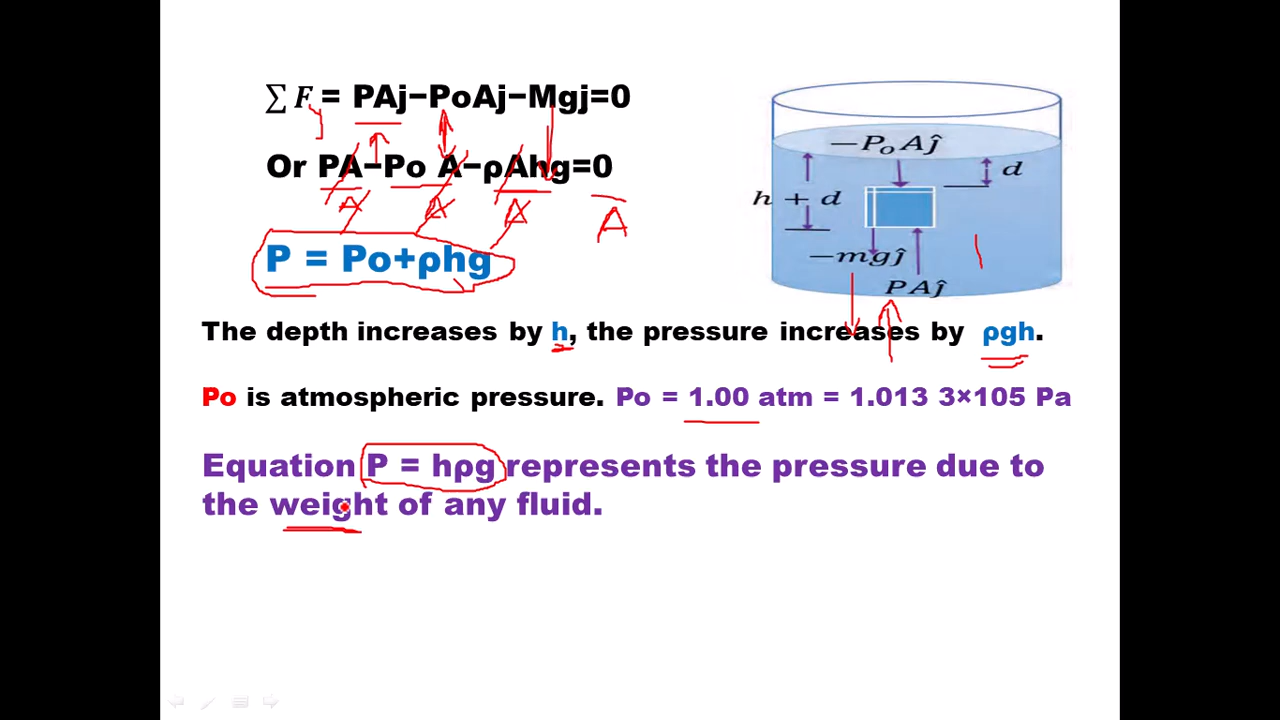 ∑ F = PAj−PoAj−Mgj=0
y
Or PA−Po A−ρAhg=0
A A A A
P = Po+ρhg
−PₒAĵ
d
h + d
−mgĵ
PAĵ
The depth increases by h, the pressure increases by ρgh.
Po is atmospheric pressure. Po = 1.00 atm = 1.013 3×105 Pa
Equation P = hρg represents the pressure due to
the weight of any fluid.